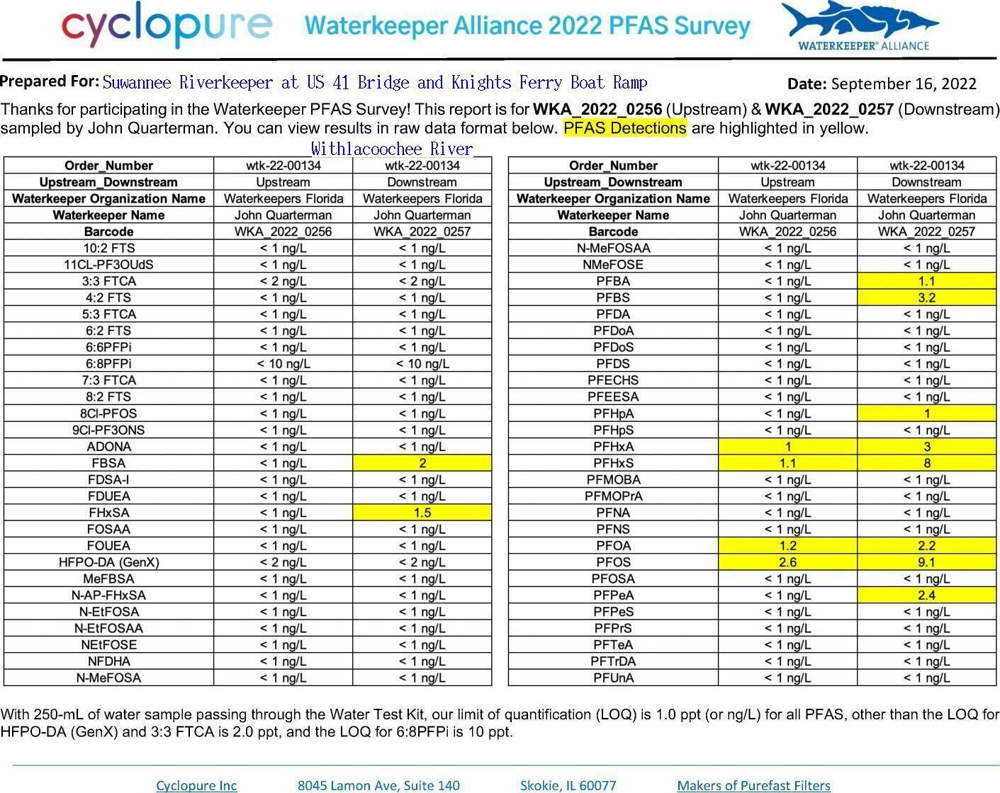 cyclopure Waterkeeper Alliance 2022 PFAS Survey
WATERKEEPER® ALLIANCE
Prepared For: Suwannee Riverkeeper at US 41 Bridge and Knights Ferry Boat Ramp Date: September 16, 2022
Thanks for participating in the Waterkeeper PFAS Survey! This report is for WKA_2022_0256 (Upstream) & WKA_2022_0257 (Downstream)
sampled by John Quarterman. You can view results in raw data format below. PFAS Detections are highlighted in yellow.
Withlacoochee River
Order_Number wtk-22-00134 wtk-22-00134
Upstream_Downstream Upstream Downstream
Waterkeeper Organization Name Waterkeepers Florida Waterkeepers Florida
Waterkeeper Name John Quarterman John Quarterman
Barcode WKA_2022_0256 WKA_2022_0257
10:2 FTS < 1 ng/L < 1 ng/L
11CL-PF3OUdS < 1 ng/L < 1 ng/L
3:3 FTCA < 2 ng/L < 2 ng/L
4:2 FTS < 1 ng/L < 1 ng/L
5:3 FTCA < 1 ng/L < 1 ng/L
6:2 FTS < 1 ng/L < 1 ng/L
6:6PFPi < 1 ng/L < 1 ng/L
6:8PFPi < 10 ng/L < 10 ng/L
7:3 FTCA < 1 ng/L < 1 ng/L
8:2 FTS < 1 ng/L < 1 ng/L
8Cl-PFOS < 1 ng/L < 1 ng/L
9Cl-PF3ONS < 1 ng/L < 1 ng/L
ADONA < 1 ng/L < 1 ng/L
FBSA < 1 ng/L 2
FDSA-I < 1 ng/L < 1 ng/L
FDUEA < 1 ng/L < 1 ng/L
FHxSA < 1 ng/L 1.5
FOSAA < 1 ng/L < 1 ng/L
FOUEA < 1 ng/L < 1 ng/L
HFPO-DA (GenX) < 2 ng/L < 2 ng/L
MeFBSA < 1 ng/L < 1 ng/L
N-AP-FHxSA < 1 ng/L < 1 ng/L
N-EtFOSA < 1 ng/L < 1 ng/L
N-EtFOSAA < 1 ng/L < 1 ng/L
NEtFOSE < 1 ng/L < 1 ng/L
NFDHA < 1 ng/L < 1 ng/L
N-MeFOSA < 1 ng/L < 1 ng/L
Order_Number wtk-22-00134 wtk-22-00134
Upstream_Downstream Upstream Downstream
Waterkeeper Organization Name Waterkeepers Florida Waterkeepers Florida
Waterkeeper Name John Quarterman John Quarterman
Barcode WKA_2022_0256 WKA_2022_0257
N-MeFOSAA < 1 ng/L < 1 ng/L
NMeFOSE < 1 ng/L < 1 ng/L
PFBA < 1 ng/L 1.1
PFBS < 1 ng/L 3.2
PFDA < 1 ng/L < 1 ng/L
PFDoA < 1 ng/L < 1 ng/L
PFDoS < 1 ng/L < 1 ng/L
PFDS < 1 ng/L < 1 ng/L
PFECHS < 1 ng/L < 1 ng/L
PFEESA < 1 ng/L < 1 ng/L
PFHpA < 1 ng/L 1
PFHpS < 1 ng/L < 1 ng/L
PFHxA 1 3
PFHxS 1.1 8
PFMOBA < 1 ng/L < 1 ng/L
PFMOPrA < 1 ng/L < 1 ng/L
PFNA < 1 ng/L < 1 ng/L
PFNS < 1 ng/L < 1 ng/L
PFOA 1.2 2.2
PFOS 2.6 9.1
PFOSA < 1 ng/L < 1 ng/L
PFPeA < 1 ng/L 2.4
PFPeS < 1 ng/L < 1 ng/L
PFPrS < 1 ng/L < 1 ng/L
PFTeA < 1 ng/L < 1 ng/L
PFTrDA < 1 ng/L < 1 ng/L
PFUnA < 1 ng/L < 1 ng/L
With 250-mL of water sample passing through the Water Test Kit, our limit of quantification (LOQ) is 1.0 ppt (or ng/L) for all PFAS, other than the LOQ for
HFPO-DA (GenX) and 3:3 FTCA is 2.0 ppt, and the LOQ for 6:8PFPi is 10 ppt.
Cyclopure Inc 8045 Lamon Ave, Suite 140 Skokie, IL 60077 Makers of Purefast Filters